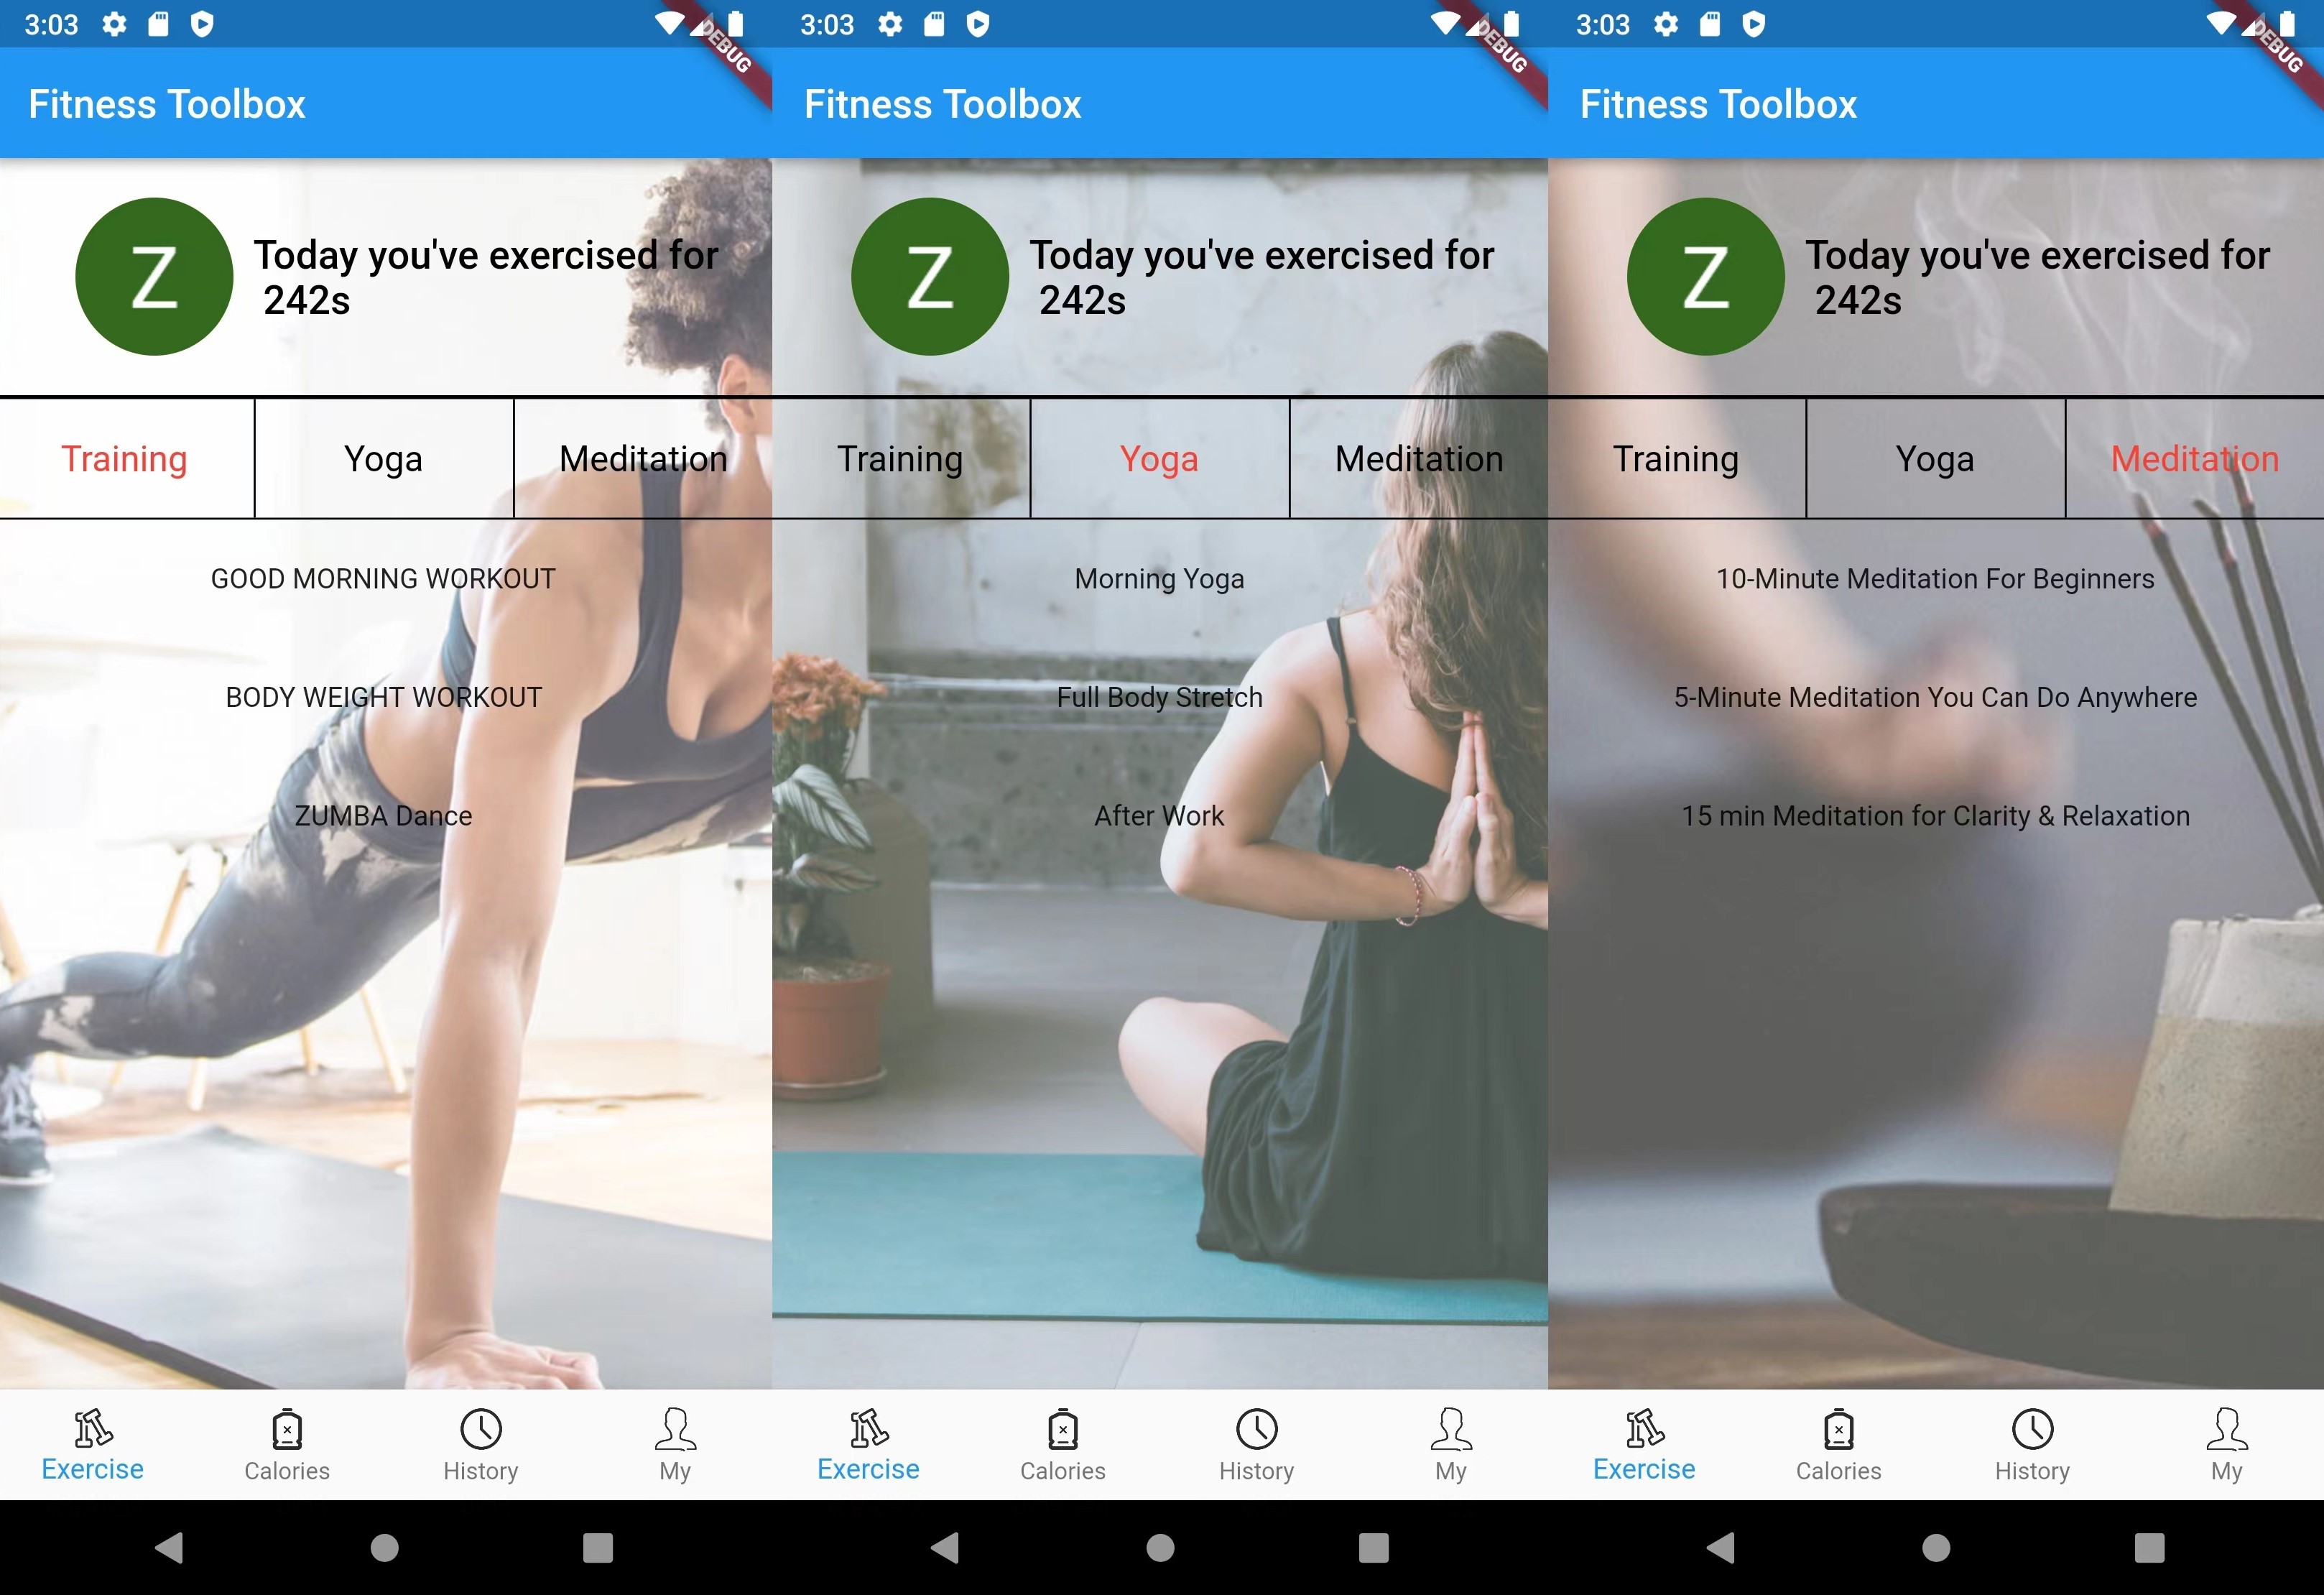 3:03
DEBUG
Fitness Toolbox
Z
Today you've exercised for
242s
Training
Yoga
Meditation
GOOD MORNING WORKOUT
BODY WEIGHT WORKOUT
ZUMBA Dance
Exercise
Calories
History
My
3:03
DEBUG
Fitness Toolbox
Z
Today you've exercised for
242s
Training
Yoga
Meditation
Morning Yoga
Full Body Stretch
After Work
Exercise
Calories
History
My
3:03
DEBUG
Fitness Toolbox
Z
Today you've exercised for
242s
Training
Yoga
Meditation
10-Minute Meditation For Beginners
5-Minute Meditation You Can Do Anywhere
15 min Meditation for Clarity & Relaxation
Exercise
Calories
History
My